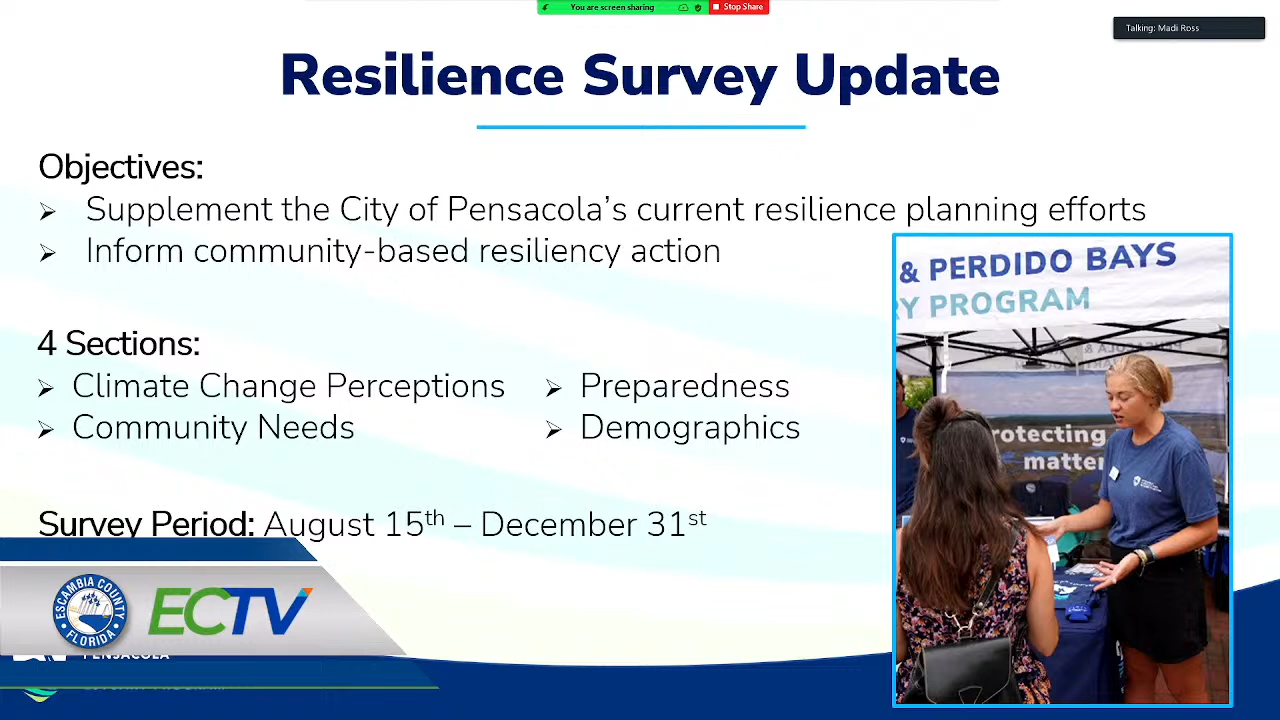 You are screen sharing
Stop Share
Talking: Madi Ross
Resilience Survey Update
Objectives:
➢ Supplement the City of Pensacola's current resilience planning efforts
➢ Inform community-based resiliency action
4 Sections:
➢ Climate Change Perceptions
➢ Preparedness
➢ Community Needs
➢ Demographics
Survey Period: August 15th – December 31st
& PERDIDO BAYS
RY PROGRAM
rotecting
matter
ESCAMBIA COUNTY
FLORIDA
ECTV
PENSACOLA